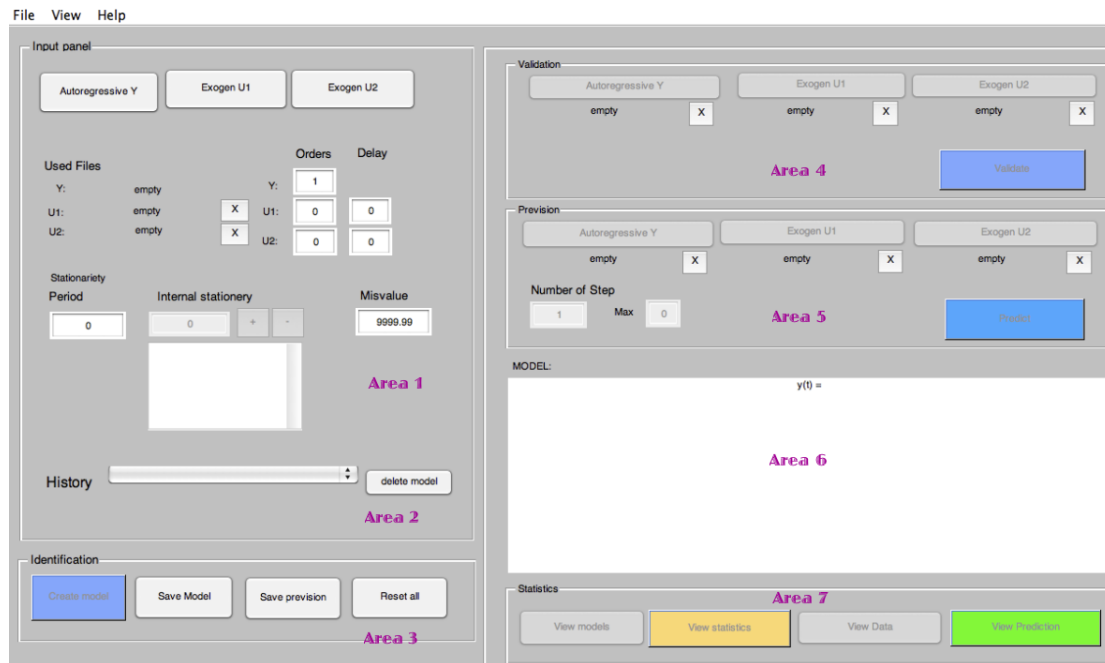 File View Help
Input panel
Autoregressive Y Exogen U1 Exogen U2
Orders Delay
Used Files
Y: empty Y: 1
U1: empty X U1: 0 0
U2: empty X U2: 0 0
Stationariety
Period Internal stationery Misvalue
0 0 + - 9999.99
Area 1
History delete model
Area 2
Identification
Create model Save Model Save prevision Reset all
Area 3
Validation
Autoregressive Y Exogen U1 Exogen U2
empty X empty X empty X
Area 4 Validate
Prevision
Autoregressive Y Exogen U1 Exogen U2
empty X empty X empty X
Number of Step
1 Max 0 Area 5 Predict
MODEL:
y(t) =
Area 6
Statistics
Area 7
View models View statistics View Data View Prediction